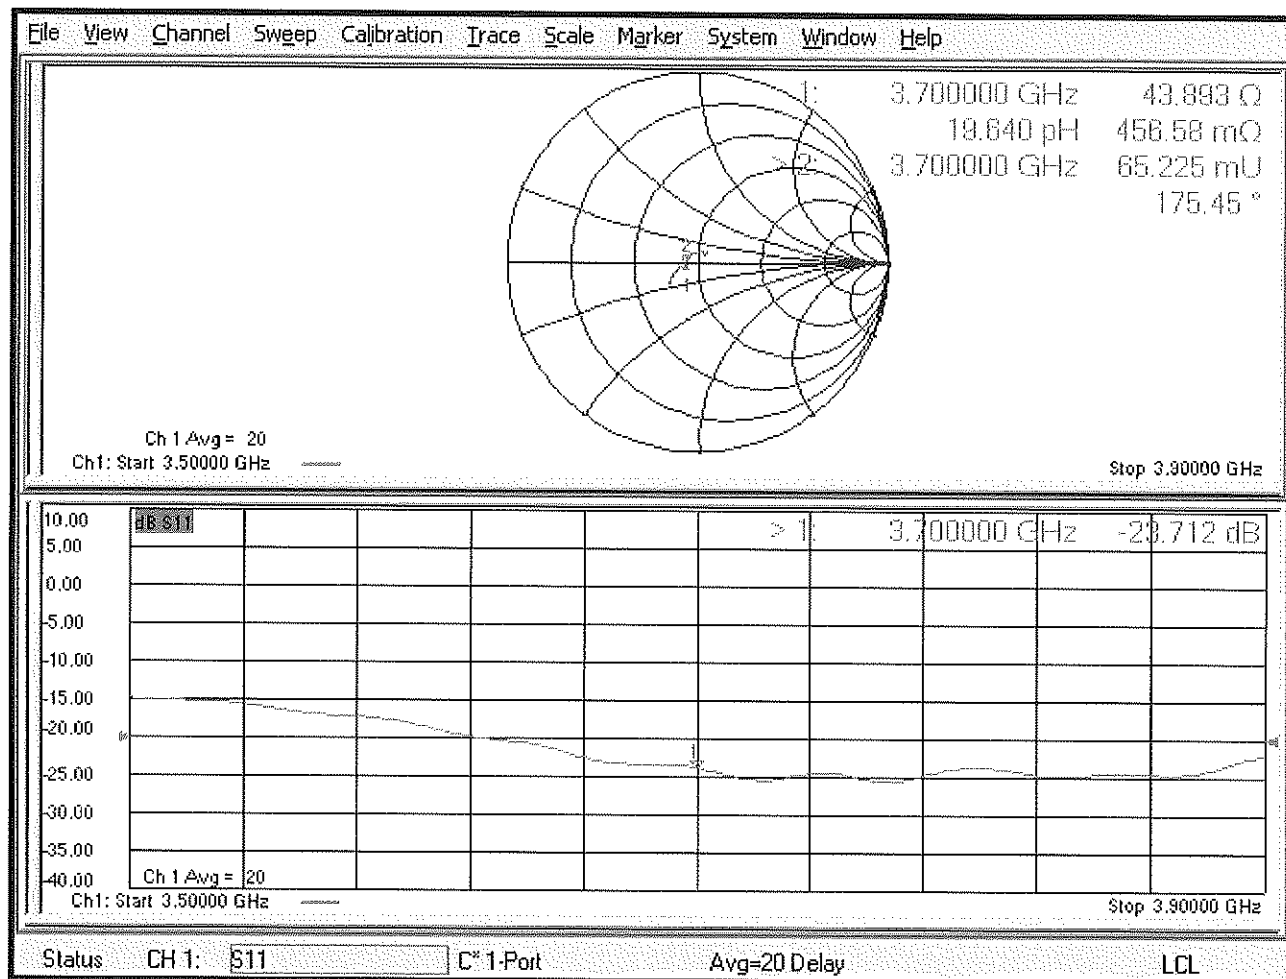 File View Channel Sweep Calibration Trace Scale Marker System Window Help
1: 3.700000 GHz 43.893 Ω
19.640 pH 456.58 mΩ
> 2: 3.700000 GHz 65.225 mU
175.45 °
2
1
Ch 1 Avg = 20
Ch1: Start 3.50000 GHz
Stop 3.90000 GHz
10.00
dB S11
> 1: 3.700000 GHz -23.712 dB
5.00
0.00
-5.00
-10.00
-15.00
-20.00
1
-25.00
-30.00
-35.00
-40.00
Ch 1 Avg = 20
Ch1: Start 3.50000 GHz
Stop 3.90000 GHz
Status CH 1: S11 C* 1-Port Avg=20 Delay LCL